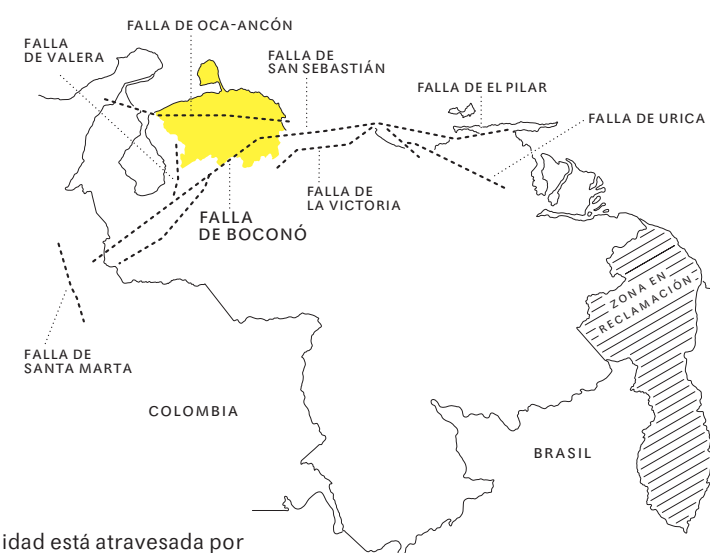 FALLA DE OCA-ANCÓN
FALLA
DE VALERA
FALLA DE
SAN SEBASTIÁN
FALLA DE EL PILAR
FALLA DE URICA
FALLA DE
LA VICTORIA
FALLA
DE BOCONÓ
ZONA EN
RECLAMACIÓN
FALLA DE
SANTA MARTA
COLOMBIA
BRASIL
idad está atravesada por